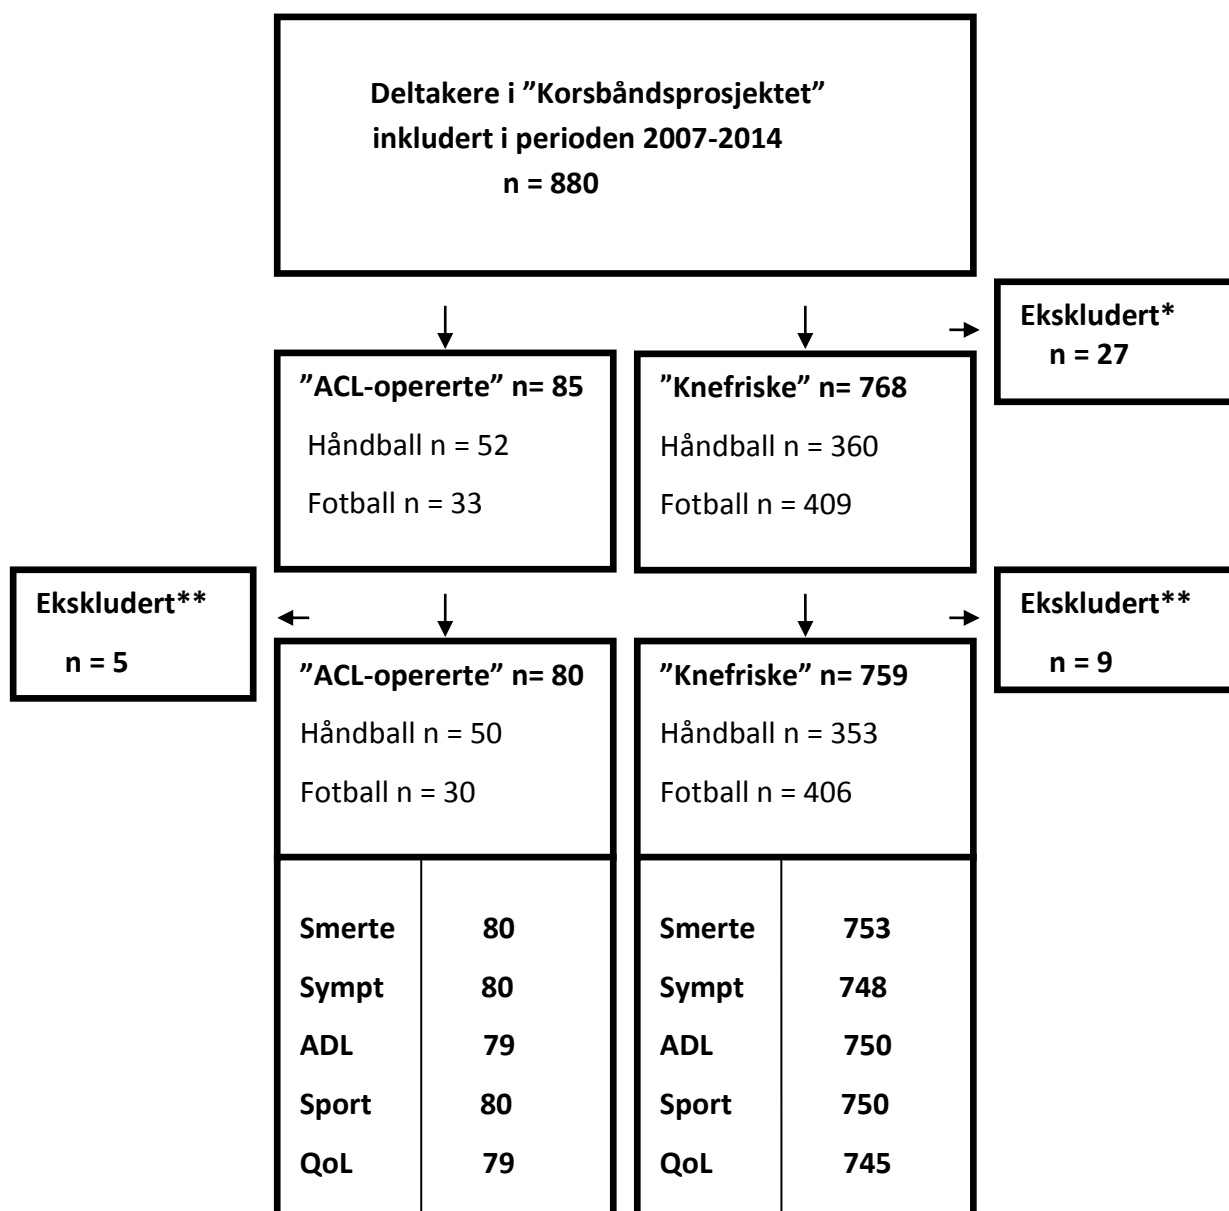 Deltakere i ”Korsbåndsprosjektet”
inkludert i perioden 2007-2014
n = 880
Ekskludert*
n = 27
”ACL-opererte” n= 85
Håndball n = 52
Fotball n = 33
”Knefriske” n= 768
Håndball n = 360
Fotball n = 409
Ekskludert**
n = 5
Ekskludert**
n = 9
”ACL-opererte” n= 80
Håndball n = 50
Fotball n = 30
”Knefriske” n= 759
Håndball n = 353
Fotball n = 406
Smerte 80
Sympt 80
ADL 79
Sport 80
QoL 79
Smerte 753
Sympt 748
ADL 750
Sport 750
QoL 745